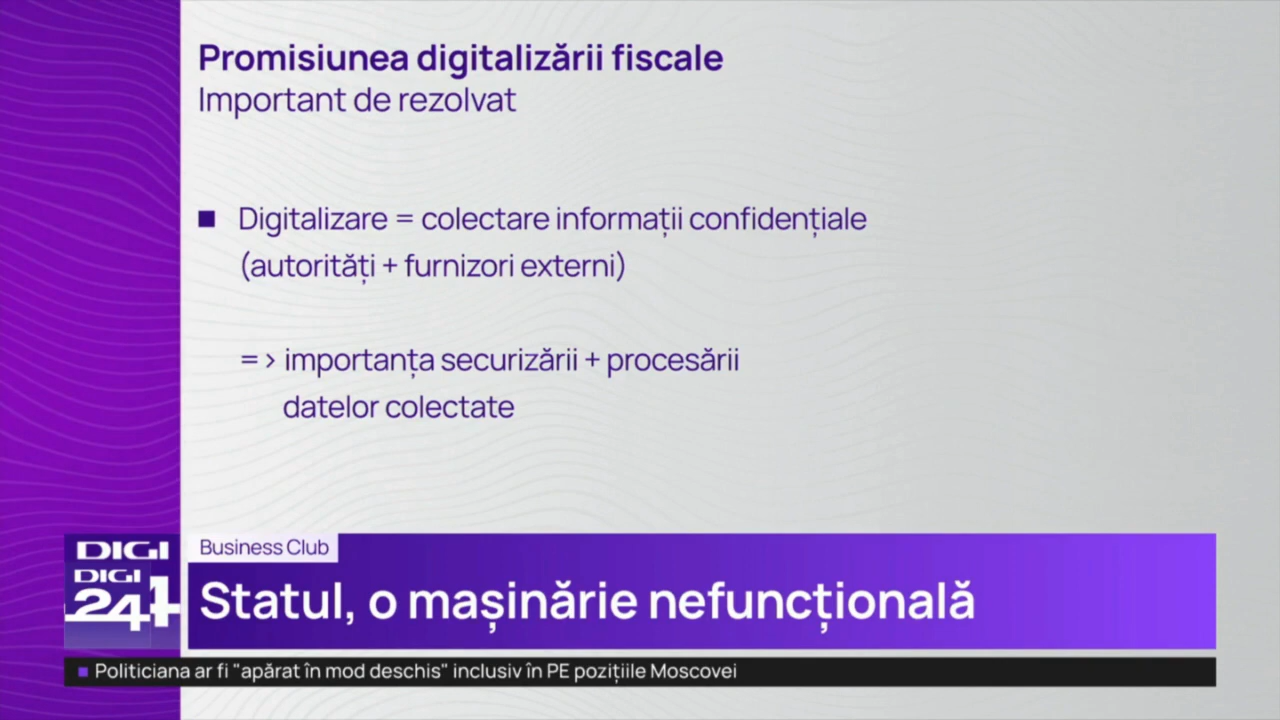 Promisiunea digitalizării fiscale
Important de rezolvat
■ Digitalizare = colectare informații confidențiale
(autorități + furnizori externi)
= > importanța securizării + procesării
datelor colectate
DIGI
DIGI
24+
Business Club
Statul, o mașinărie nefuncțională
Politiciana ar fi "apărat în mod deschis" inclusiv în PE pozițiile Moscovei